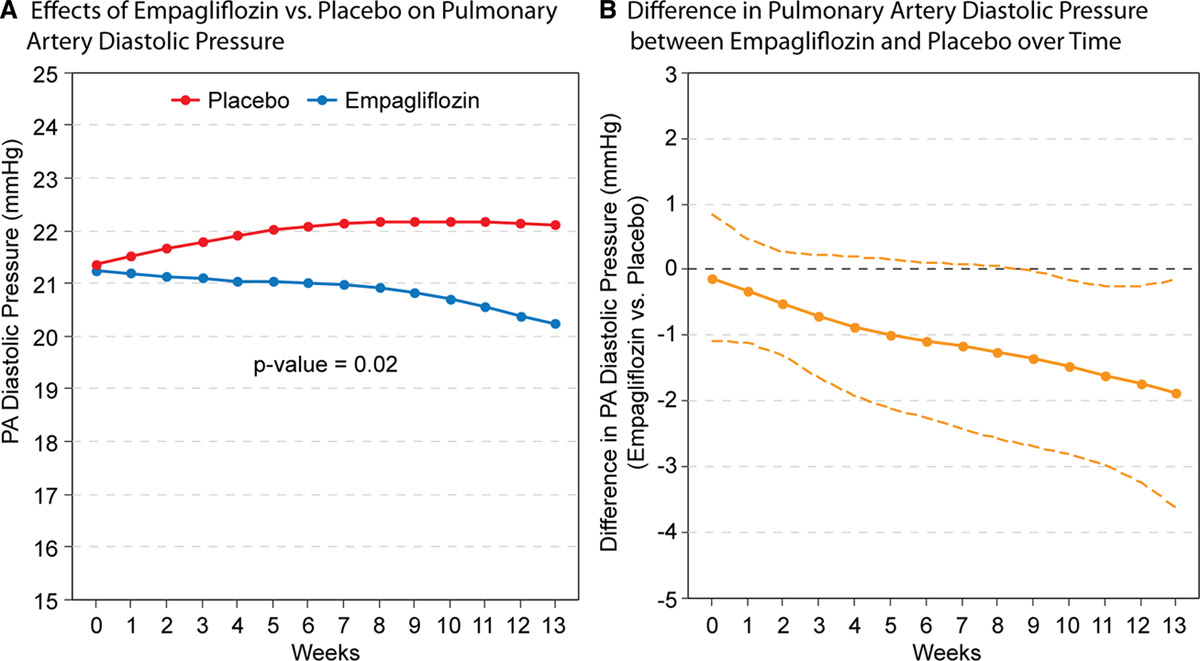 A Effects of Empagliflozin vs. Placebo on Pulmonary
Artery Diastolic Pressure
PA Diastolic Pressure (mmHg)
25
24
23
22
21
20
19
18
17
16
15
Placebo Empagliflozin
p-value = 0.02
0 1 2 3 4 5 6 7 8 9 10 11 12 13
Weeks
B Difference in Pulmonary Artery Diastolic Pressure
between Empagliflozin and Placebo over Time
Difference in PA Diastolic Pressure (mmHg)
(Empagliflozin vs. Placebo)
3
2
1
0
-1
-2
-3
-4
-5
0 1 2 3 4 5 6 7 8 9 10 11 12 13
Weeks